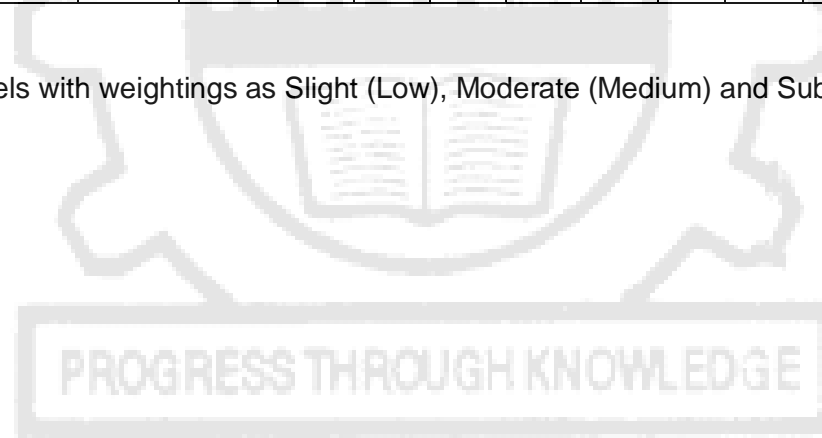 els with weightings as Slight (Low), Moderate (Medium) and Sub
PROGRESS THROUGH KNOWLEDGE